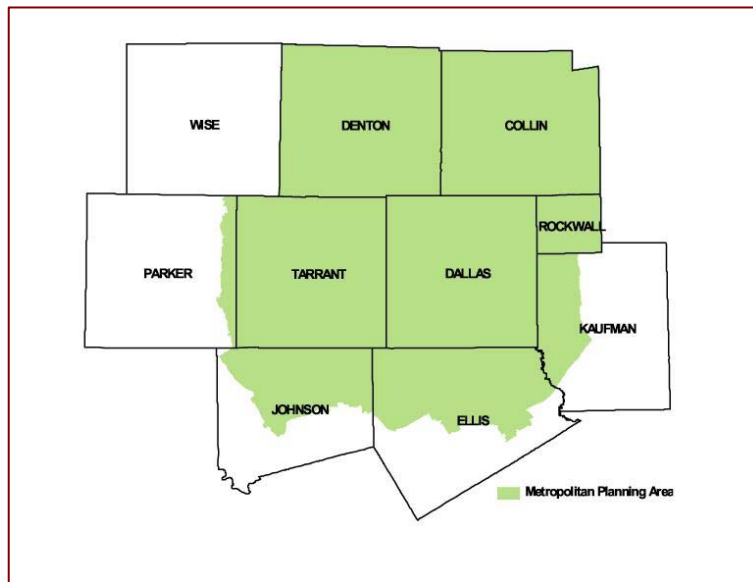 WISE
DENTON
COLLIN
ROCKWALL
PARKER
TARRANT
DALLAS
KAUFMAN
JOHNSON
ELLIS
Metropolitan Planning Area